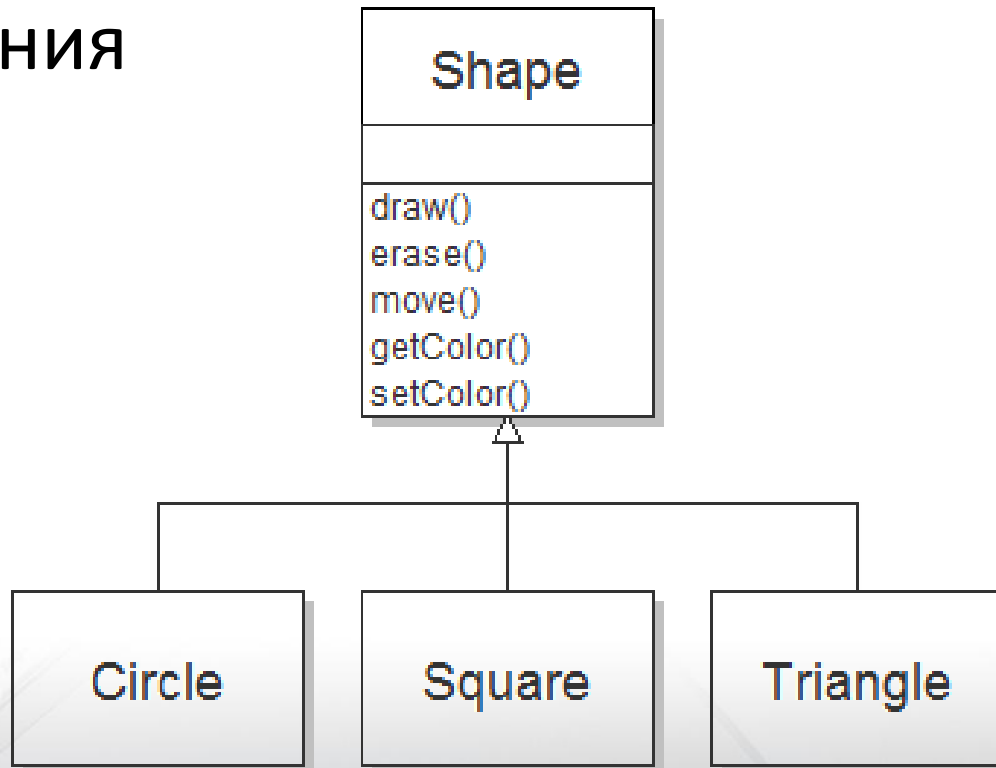 ния
Shape
draw()
erase()
move()
getColor()
setColor()
Circle
Square
Triangle